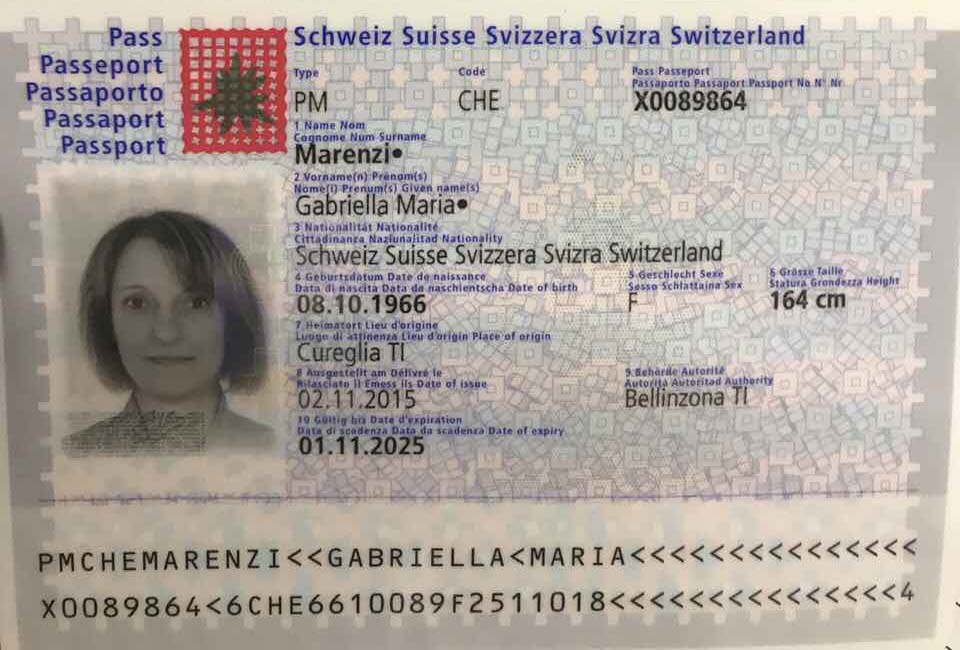 Pass
Passeport
Passaporto
Passaport
Passport
Schweiz Suisse Svizzera Svizra Switzerland
Type Code Pass Passeport
Passaporto Passaport Passport No N° Nr
PM CHE X0089864
1 Name Nom
Cognome Num Surname
Marenzi•
2 Vorname(n) Prénom(s)
Nome(i) Prenum(s) Given name(s)
Gabriella Maria•
3 Nationalität Nationalité
Cittadinanza Naziunalitad Nationality
Schweiz Suisse Svizzera Svizra Switzerland
4 Geburtsdatum Date de naissance 5 Geschlecht Sexe 6 Grösse Taille
Data di nascita Data da naschientscha Date of birth Sesso Schlattaina Sex Statura Grondezza Height
08.10.1966 F 164 cm
7 Heimatort Lieu d'origine
Luogo di attinenza Lieu d'origin Place of origin
Cureglia TI
8 Ausgestellt am Délivré le 9 Behörde Autorité
Rilasciato il Emess ils Date of issue Autorità Autoritad Authority
02.11.2015 Bellinzona TI
10 Gültig bis Date d'expiration
Data di scadenza Data da scadenza Date of expiry
01.11.2025
PMCHEMARENZI<<GABRIELLA<MARIA<<<<<<<<<<<<<<<
X0089864<6CHE6610089F2511018<<<<<<<<<<<<<<<4